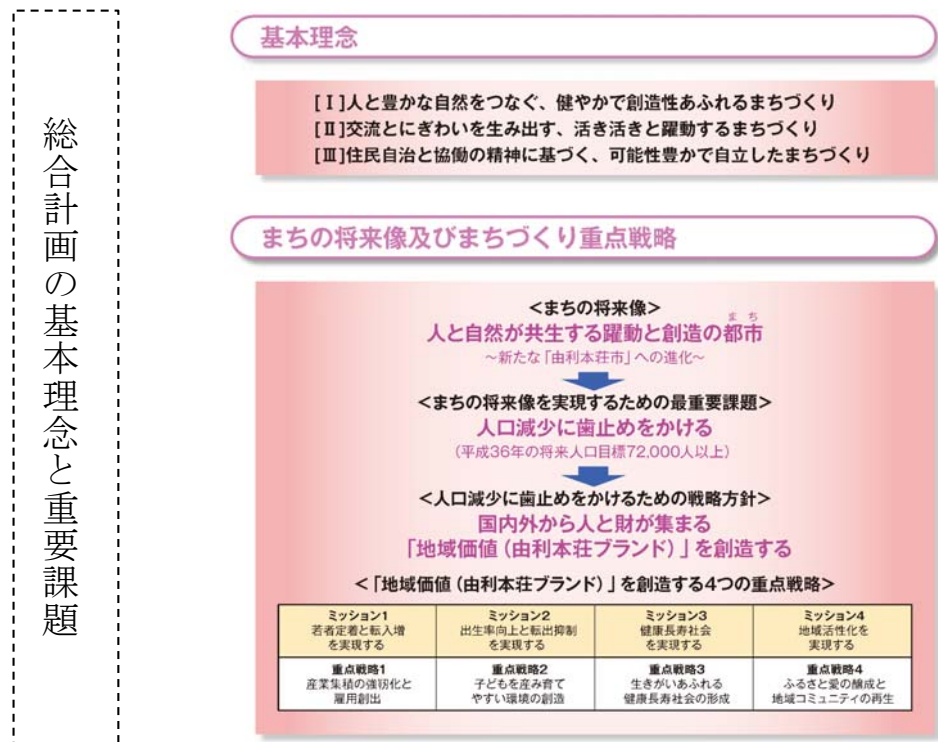 総合計画の基本理念と重要課題
基本理念
[Ⅰ]人と豊かな自然をつなぐ、健やかで創造性あふれるまちづくり
[Ⅱ]交流とにぎわいを生み出す、活き活きと躍動するまちづくり
[Ⅲ]住民自治と協働の精神に基づく、可能性豊かで自立したまちづくり
まちの将来像及びまちづくり重点戦略
<まちの将来像>
まち
人と自然が共生する躍動と創造の都市
~新たな「由利本荘市」への進化~
<まちの将来像を実現するための最重要課題>
人口減少に歯止めをかける
(平成36年の将来人口目標72,000人以上)
<人口減少に歯止めをかけるための戦略方針>
国内外から人と財が集まる
「地域価値(由利本荘ブランド)」を創造する
<「地域価値(由利本荘ブランド)」を創造する4つの重点戦略>
ミッション1
若者定着と転入増
を実現する
ミッション2
出生率向上と転出抑制
を実現する
ミッション3
健康長寿社会
を実現する
ミッション4
地域活性化を
実現する
重点戦略1
産業集積の強靭化と
雇用創出
重点戦略2
子どもを産み育て
やすい環境の創造
重点戦略3
生きがいあふれる
健康長寿社会の形成
重点戦略4
ふるさと愛の醸成と
地域コミュニティの再生